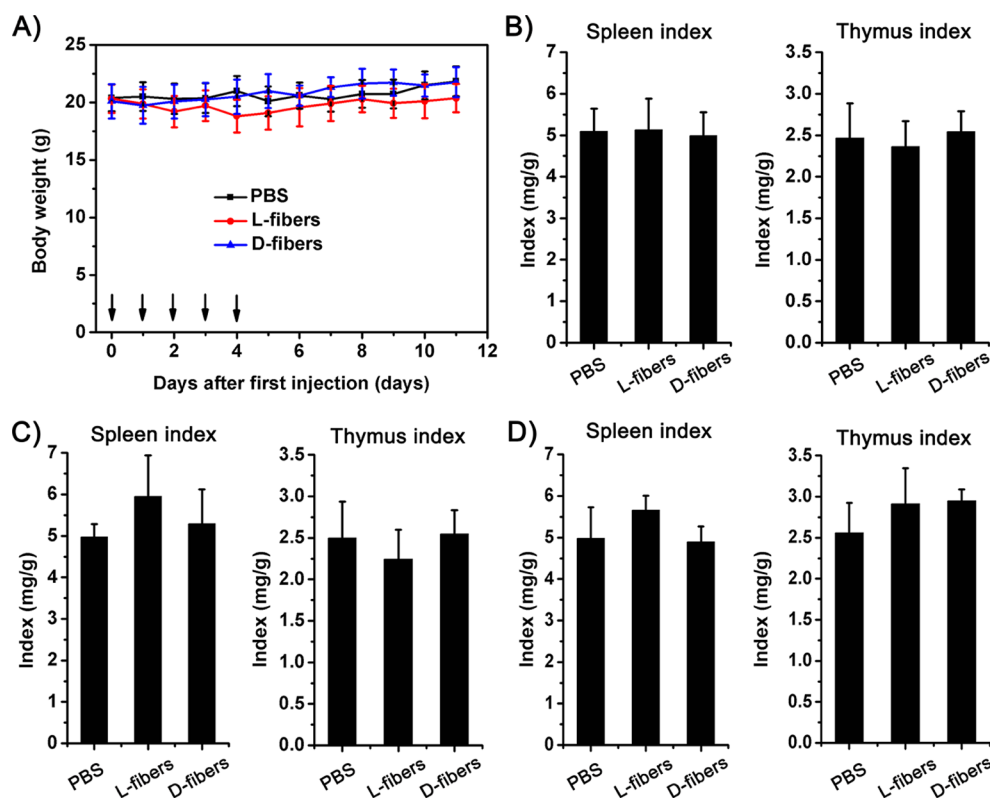 A)
25
20
15
10
5
0
Body weight (g)
PBS
L-fibers
D-fibers
0 2 4 6 8 10 12
Days after first injection (days)
B)
Spleen index
7
6
5
4
3
2
1
0
Index (mg/g)
PBS L-fibers D-fibers
Thymus index
3.5
3.0
2.5
2.0
1.5
1.0
0.5
0.0
Index (mg/g)
PBS L-fibers D-fibers
C)
Spleen index
7
6
5
4
3
2
1
0
Index (mg/g)
PBS L-fibers D-fibers
Thymus index
3.5
3.0
2.5
2.0
1.5
1.0
0.5
0.0
Index (mg/g)
PBS L-fibers D-fibers
D)
Spleen index
7
6
5
4
3
2
1
0
Index (mg/g)
PBS L-fibers D-fibers
Thymus index
3.5
3.0
2.5
2.0
1.5
1.0
0.5
0.0
Index (mg/g)
PBS L-fibers D-fibers